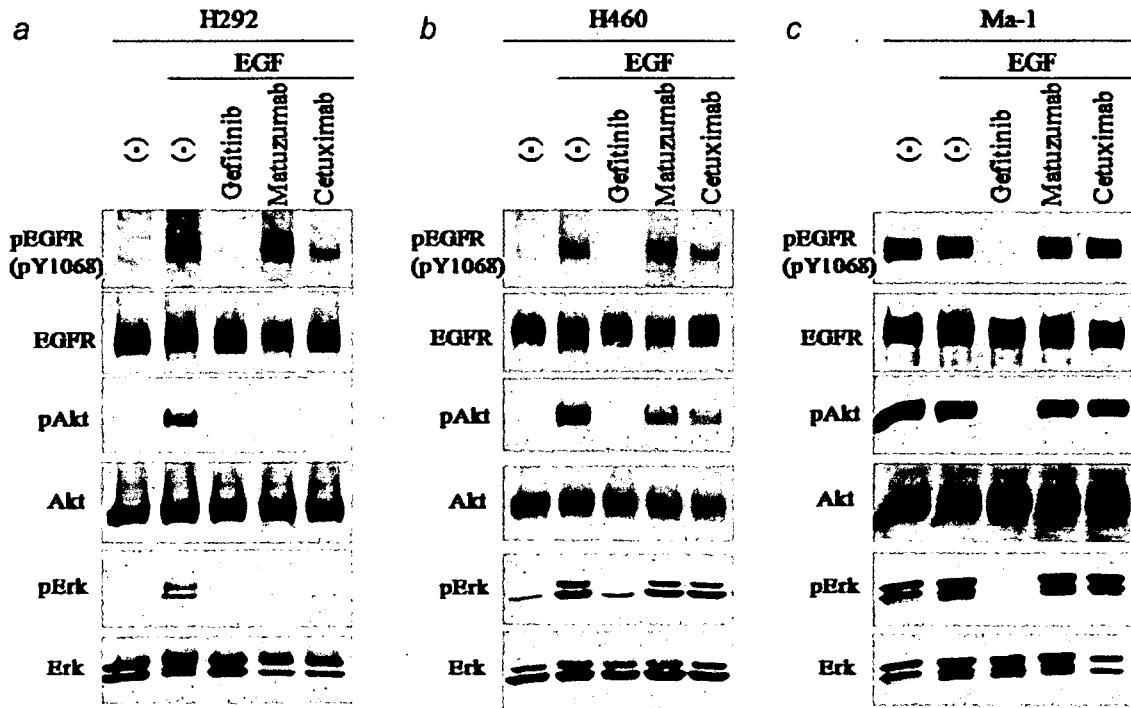 a
H292
EGF
(-)
(-)
Gefitinib
Matuzumab
Cetuximab
pEGFR
(pY1068)
EGFR
pAkt
Akt
pErk
Erk
b
H460
EGF
(-)
(-)
Gefitinib
Matuzumab
Cetuximab
pEGFR
(pY1068)
EGFR
pAkt
Akt
pErk
Erk
c
Ma-1
EGF
(-)
(-)
Gefitinib
Matuzumab
Cetuximab
pEGFR
(pY1068)
EGFR
pAkt
Akt
pErk
Erk